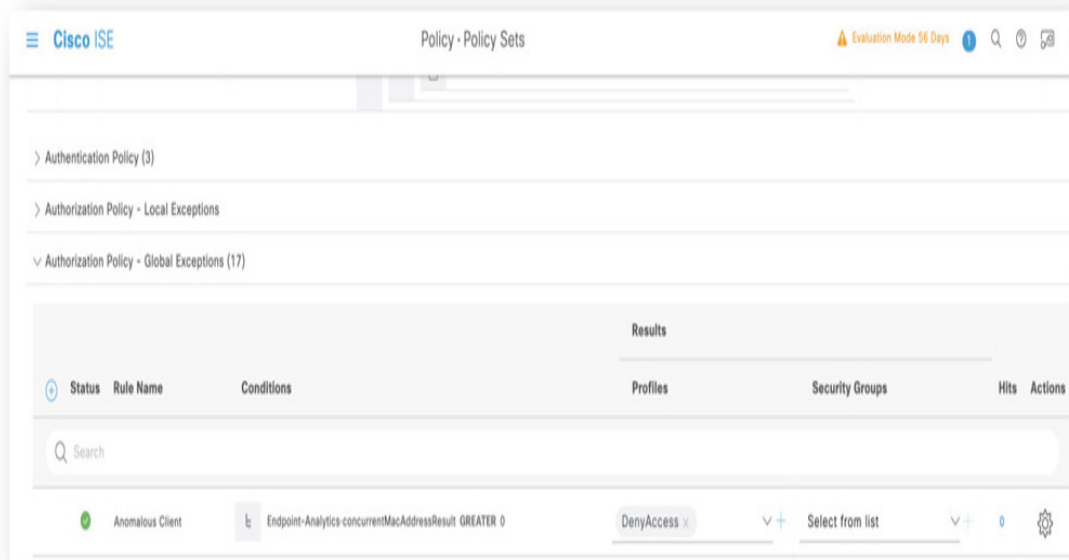 Cisco ISE Policy · Policy Sets Evaluation Mode 56 Days 1
Authentication Policy (3)
Authorization Policy - Local Exceptions
Authorization Policy - Global Exceptions (17)
Results
Status Rule Name Conditions Profiles Security Groups Hits Actions
Search
Anomalous Client Endpoint-Analytics·concurrentMacAddressResult GREATER 0 DenyAccess Select from list 0